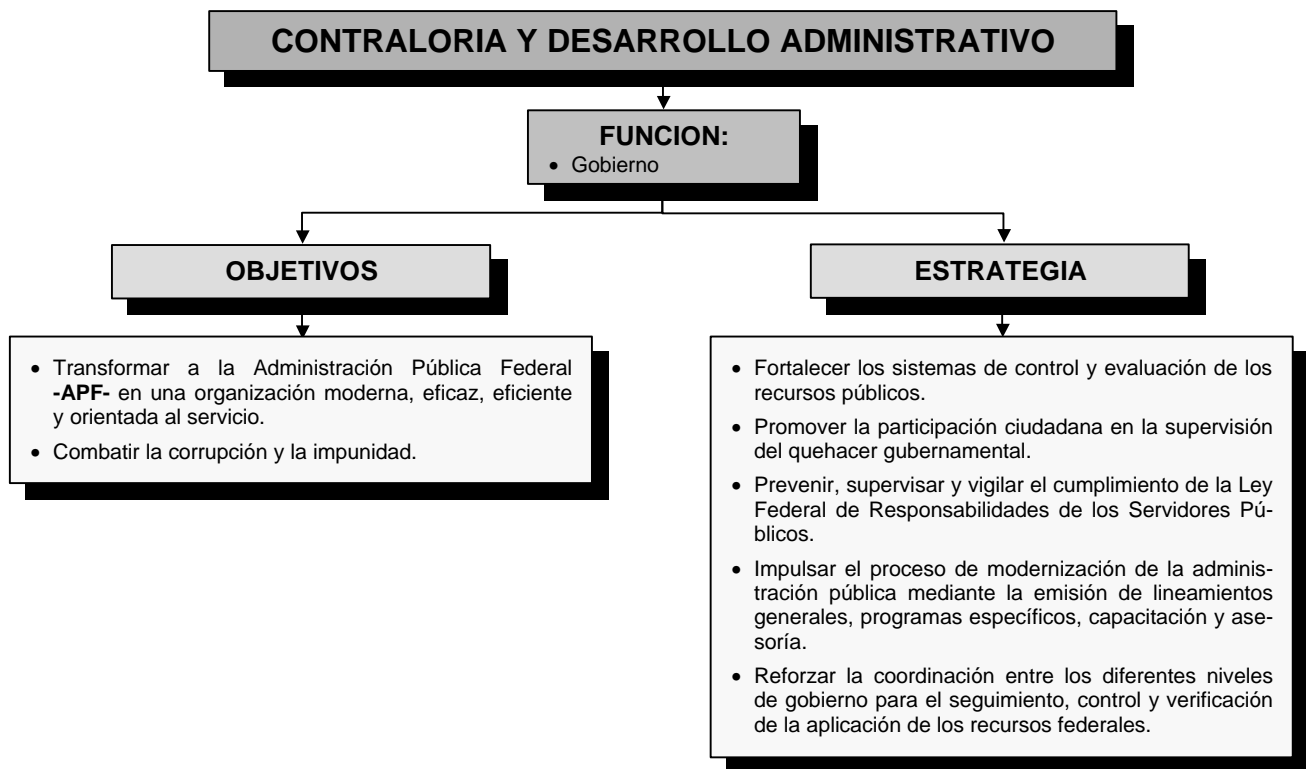 CONTRALORIA Y DESARROLLO ADMINISTRATIVO
FUNCION:
• Gobierno
OBJETIVOS
• Transformar a la Administración Pública Federal
-APF- en una organización moderna, eficaz, eficiente
y orientada al servicio.
• Combatir la corrupción y la impunidad.
ESTRATEGIA
• Fortalecer los sistemas de control y evaluación de los
recursos públicos.
• Promover la participación ciudadana en la supervisión
del quehacer gubernamental.
• Prevenir, supervisar y vigilar el cumplimiento de la Ley
Federal de Responsabilidades de los Servidores Pú-
blicos.
• Impulsar el proceso de modernización de la adminis-
tración pública mediante la emisión de lineamientos
generales, programas específicos, capacitación y ase-
soría.
• Reforzar la coordinación entre los diferentes niveles
de gobierno para el seguimiento, control y verificación
de la aplicación de los recursos federales.